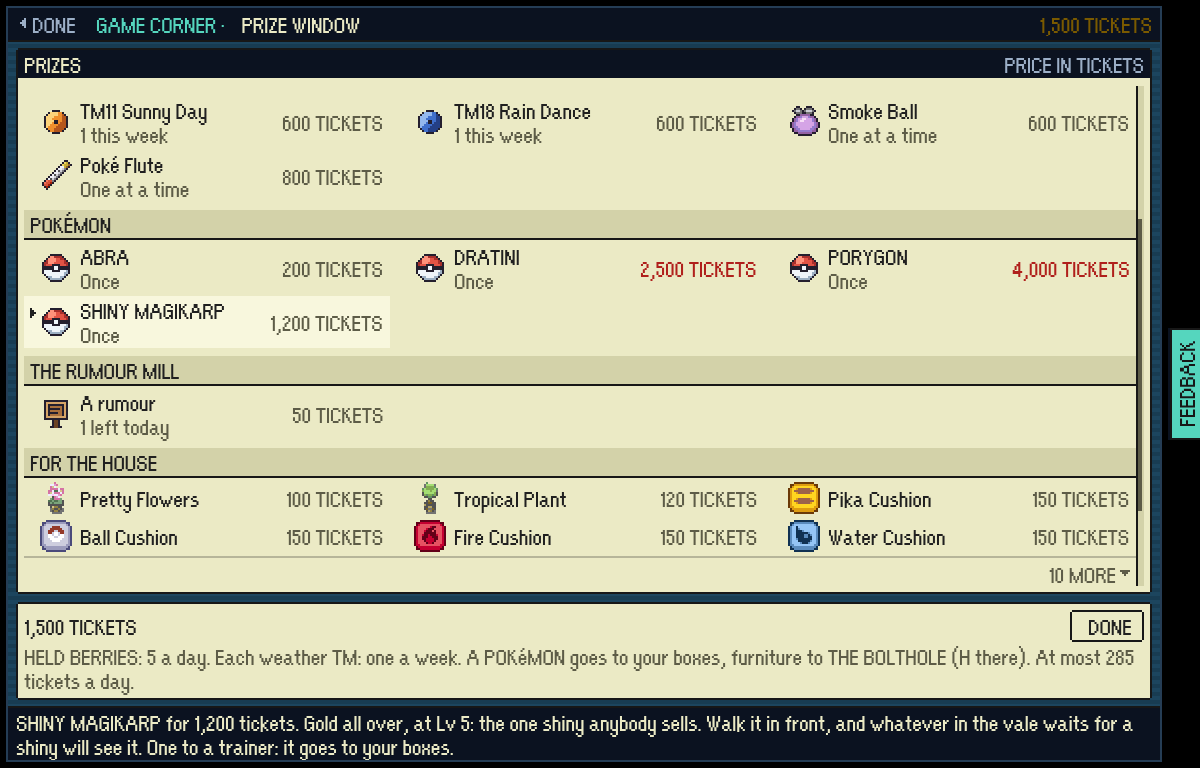 DONE GAME CORNER · PRIZE WINDOW 1,500 TICKETS
PRIZES PRICE IN TICKETS
TM11 Sunny Day 600 TICKETS TM18 Rain Dance 600 TICKETS Smoke Ball 600 TICKETS
1 this week 1 this week One at a time
Poké Flute 800 TICKETS
One at a time
POKÉMON
ABRA 200 TICKETS DRATINI 2,500 TICKETS PORYGON 4,000 TICKETS
Once Once Once
SHINY MAGIKARP 1,200 TICKETS
Once
THE RUMOUR MILL
A rumour 50 TICKETS
1 left today
FOR THE HOUSE
Pretty Flowers 100 TICKETS Tropical Plant 120 TICKETS Pika Cushion 150 TICKETS
Ball Cushion 150 TICKETS Fire Cushion 150 TICKETS Water Cushion 150 TICKETS
10 MORE
1,500 TICKETS DONE
HELD BERRIES: 5 a day. Each weather TM: one a week. A POKéMON goes to your boxes, furniture to THE BOLTHOLE (H there). At most 285
tickets a day.
SHINY MAGIKARP for 1,200 tickets. Gold all over, at Lv 5: the one shiny anybody sells. Walk it in front, and whatever in the vale waits for a
shiny will see it. One to a trainer: it goes to your boxes.
FEEDBACK